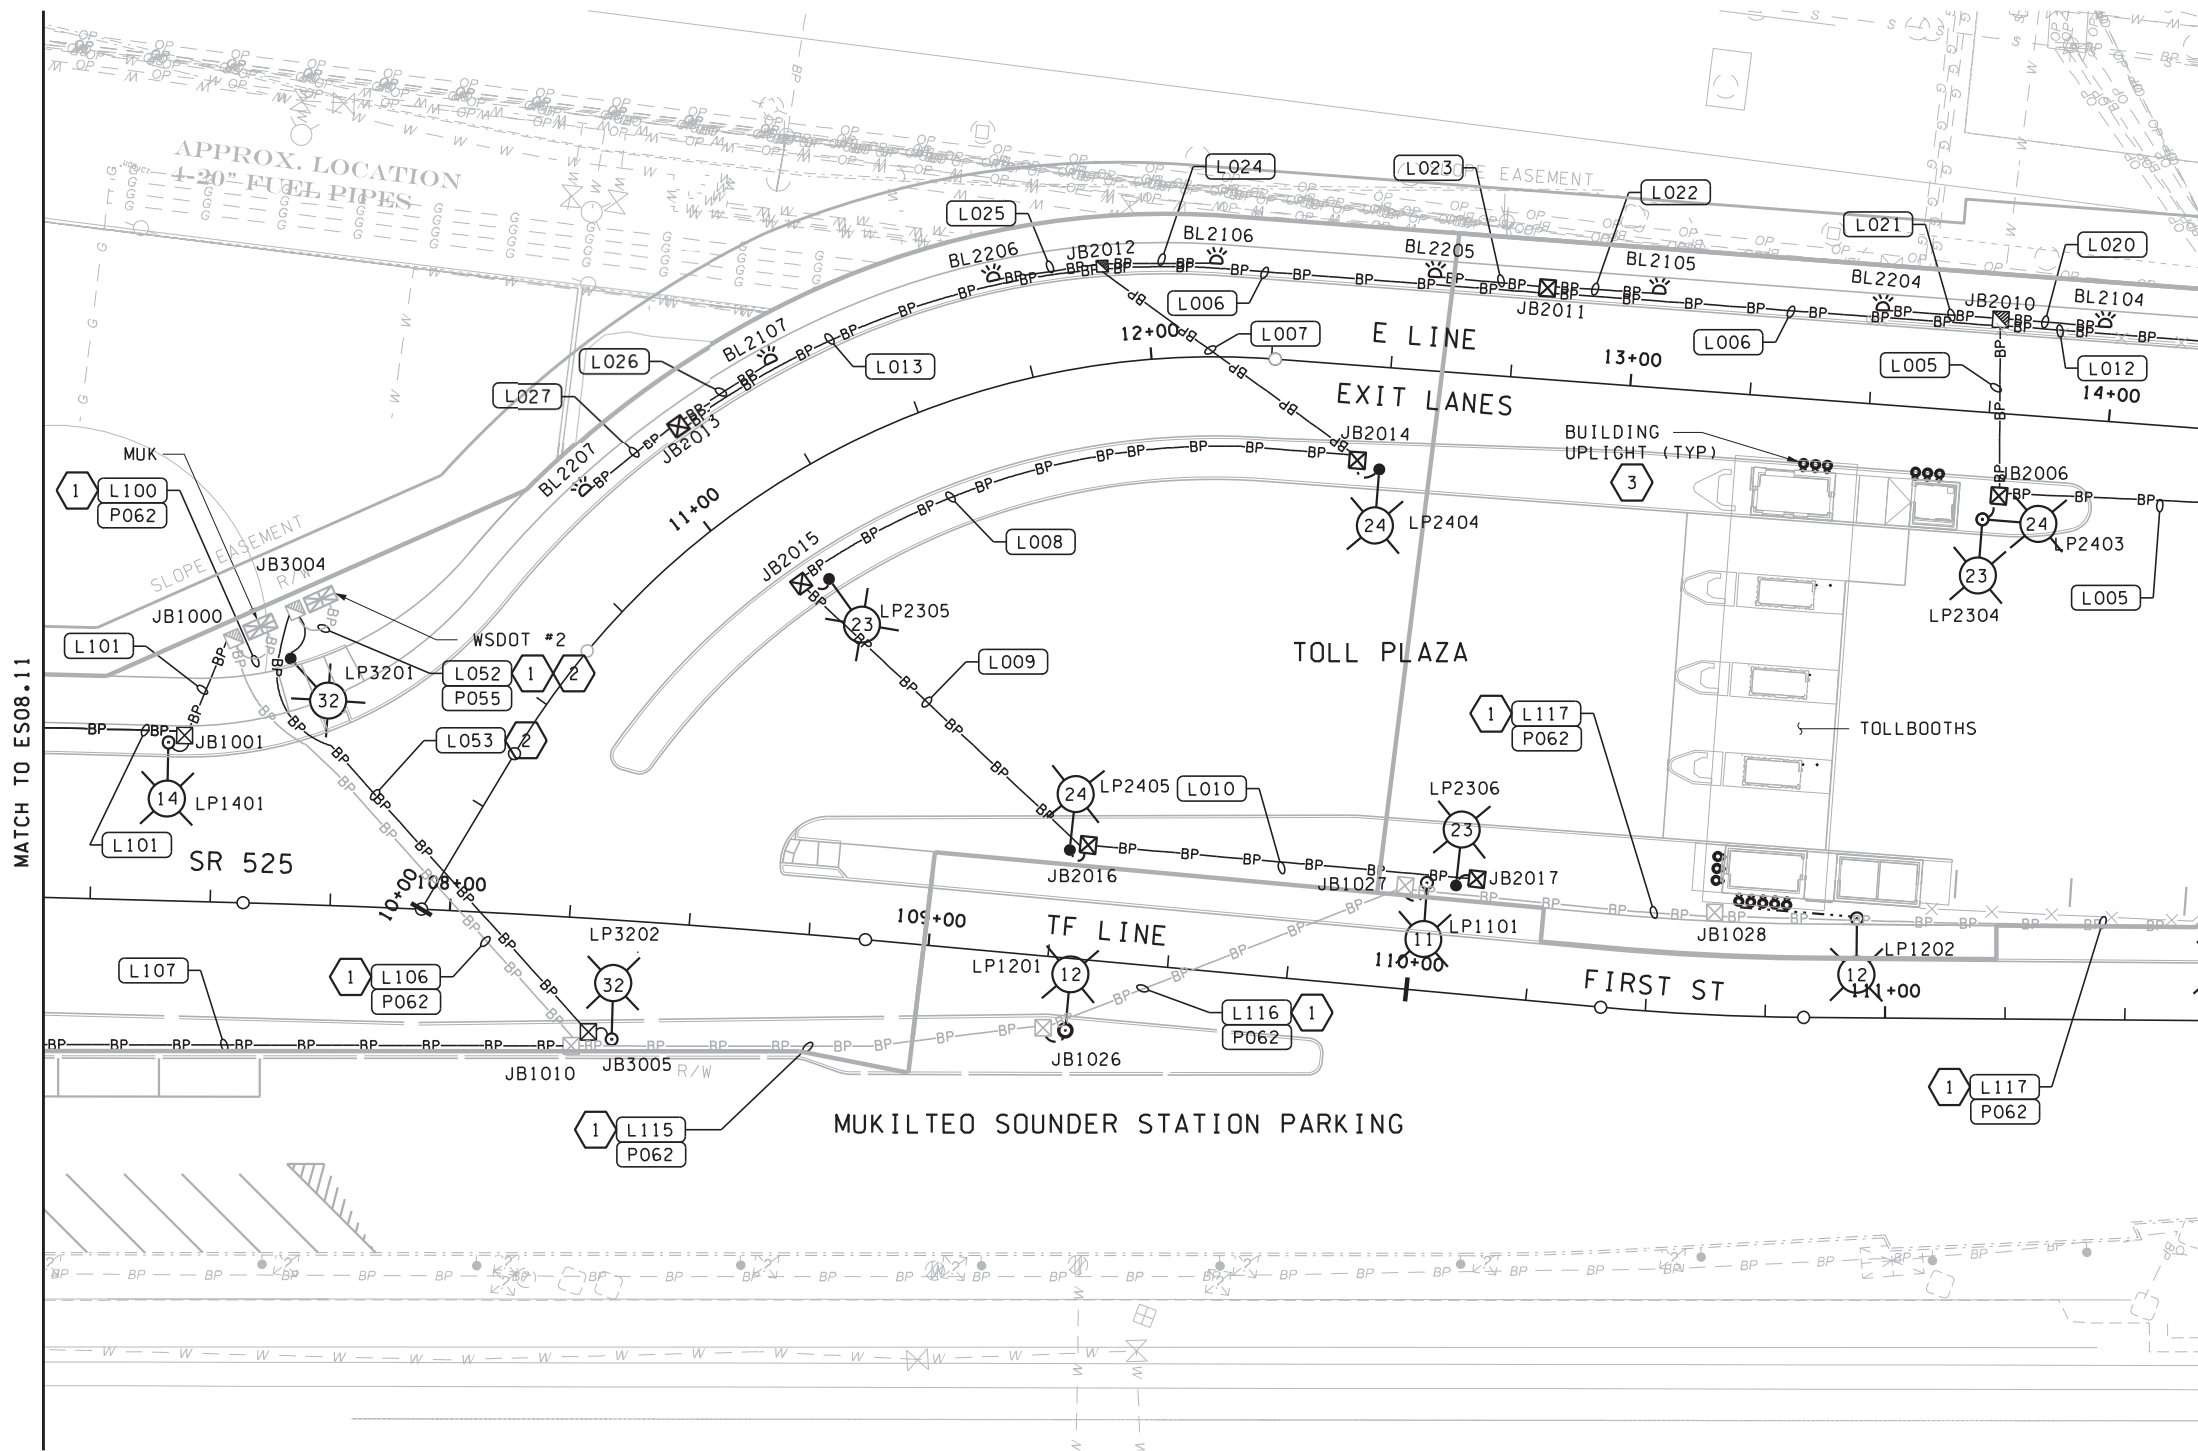 APPROX. LOCATION
4-20" FUEL PIPES
SLOPE EASEMENT
L024
L023
L022
L025
L021
L020
BL2206
JB2012
BL2106
BL2205
BL2105
BL2204
JB2010
BL2104
L006
JB2011
L007
12+00
E LINE
13+00
L006
L005
L012
14+00
BL2107
L026
L013
L027
JB2013
EXIT LANES
BL2207
JB2014
BUILDING
UPLIGHT (TYP)
3
JB2006
MUK
1
L100
P062
11+00
24
LP2404
24
LP2403
L008
23
LP2304
L005
SLOPE EASEMENT
R/W
JB3004
JB2015
JB1000
LP2305
23
WSDOT #2
L101
LP3201
L052
1
2
P055
32
L009
TOLL PLAZA
MATCH TO ES08.11
JB1001
L053
2
1
L117
P062
TOLLBOOTHS
14
LP1401
24
LP2405
L010
LP2306
23
L101
SR 525
10+00
108+00
JB2016
JB1027
JB2017
109+00
TF LINE
LP1101
11
110+00
JB1028
LP1202
12
111+00
LP3202
32
LP1201
12
FIRST ST
L107
1
L106
P062
L116
1
P062
JB1010
JB3005
R/W
JB1026
1
L117
P062
1
L115
P062
MUKILTEO SOUNDER STATION PARKING